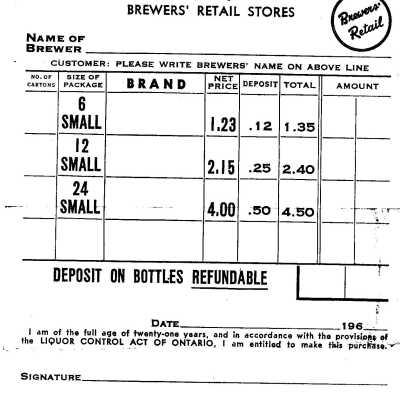 BREWERS' RETAIL STORES
Brewers' Retail
NAME OF
BREWER
CUSTOMER: PLEASE WRITE BREWERS' NAME ON ABOVE LINE
NO. OF CARTONS SIZE OF PACKAGE BRAND NET PRICE DEPOSIT TOTAL AMOUNT
6 SMALL 1.23 .12 1.35
12 SMALL 2.15 .25 2.40
24 SMALL 4.00 .50 4.50
DEPOSIT ON BOTTLES REFUNDABLE
DATE 196
I am of the full age of twenty-one years, and in accordance with the provisions of
the LIQUOR CONTROL ACT OF ONTARIO, I am entitled to make this purchase.
SIGNATURE